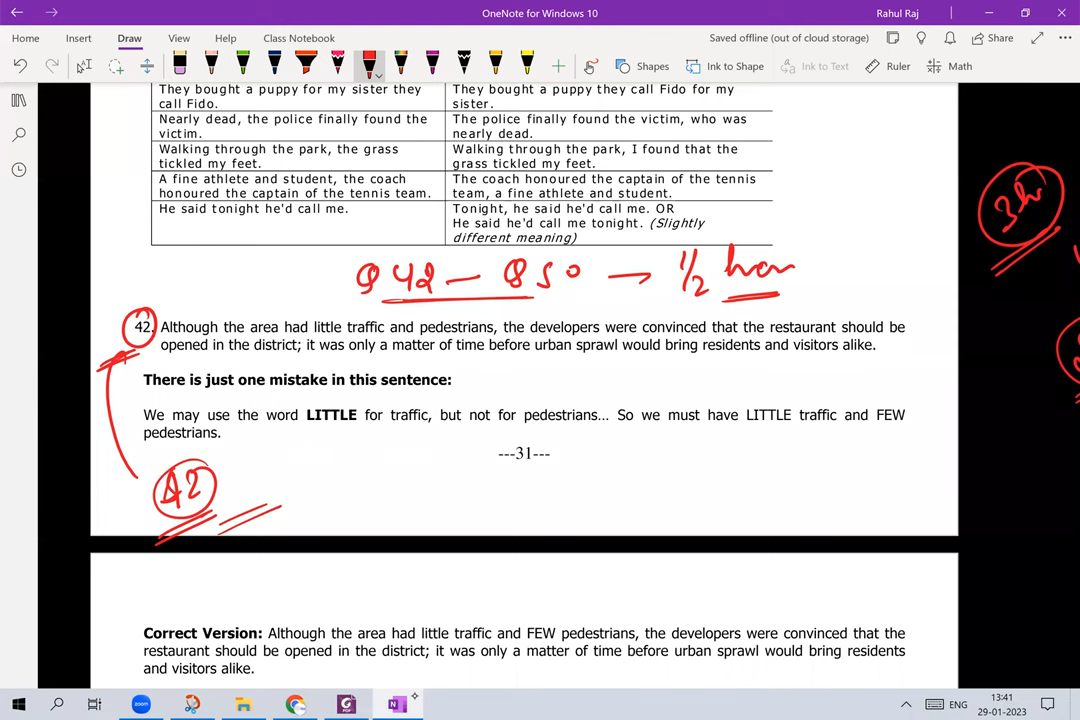 OneNote for Windows 10
Rahul Raj
Home Insert Draw View Help Class Notebook
Saved offline (out of cloud storage)
Share
Shapes
Ink to Shape
Ink to Text
Ruler
Math
They bought a puppy for my sister they
call Fido.
They bought a puppy they call Fido for my
sister.
Nearly dead, the police finally found the
victim.
The police finally found the victim, who was
nearly dead.
Walking through the park, the grass
tickled my feet.
Walking through the park, I found that the
grass tickled my feet.
A fine athlete and student, the coach
honoured the captain of the tennis team.
The coach honoured the captain of the tennis
team, a fine athlete and student.
He said tonight he'd call me.
Tonight, he said he'd call me. OR
He said he'd call me tonight. (Slightly
different meaning)
3 hr
Q 42 — Q 50 → 1/2 hour
42. Although the area had little traffic and pedestrians, the developers were convinced that the restaurant should be
opened in the district; it was only a matter of time before urban sprawl would bring residents and visitors alike.
There is just one mistake in this sentence:
We may use the word LITTLE for traffic, but not for pedestrians... So we must have LITTLE traffic and FEW
pedestrians.
---31---
42
Correct Version: Although the area had little traffic and FEW pedestrians, the developers were convinced that the
restaurant should be opened in the district; it was only a matter of time before urban sprawl would bring residents
and visitors alike.
zoom
ENG
13:41
29-01-2023